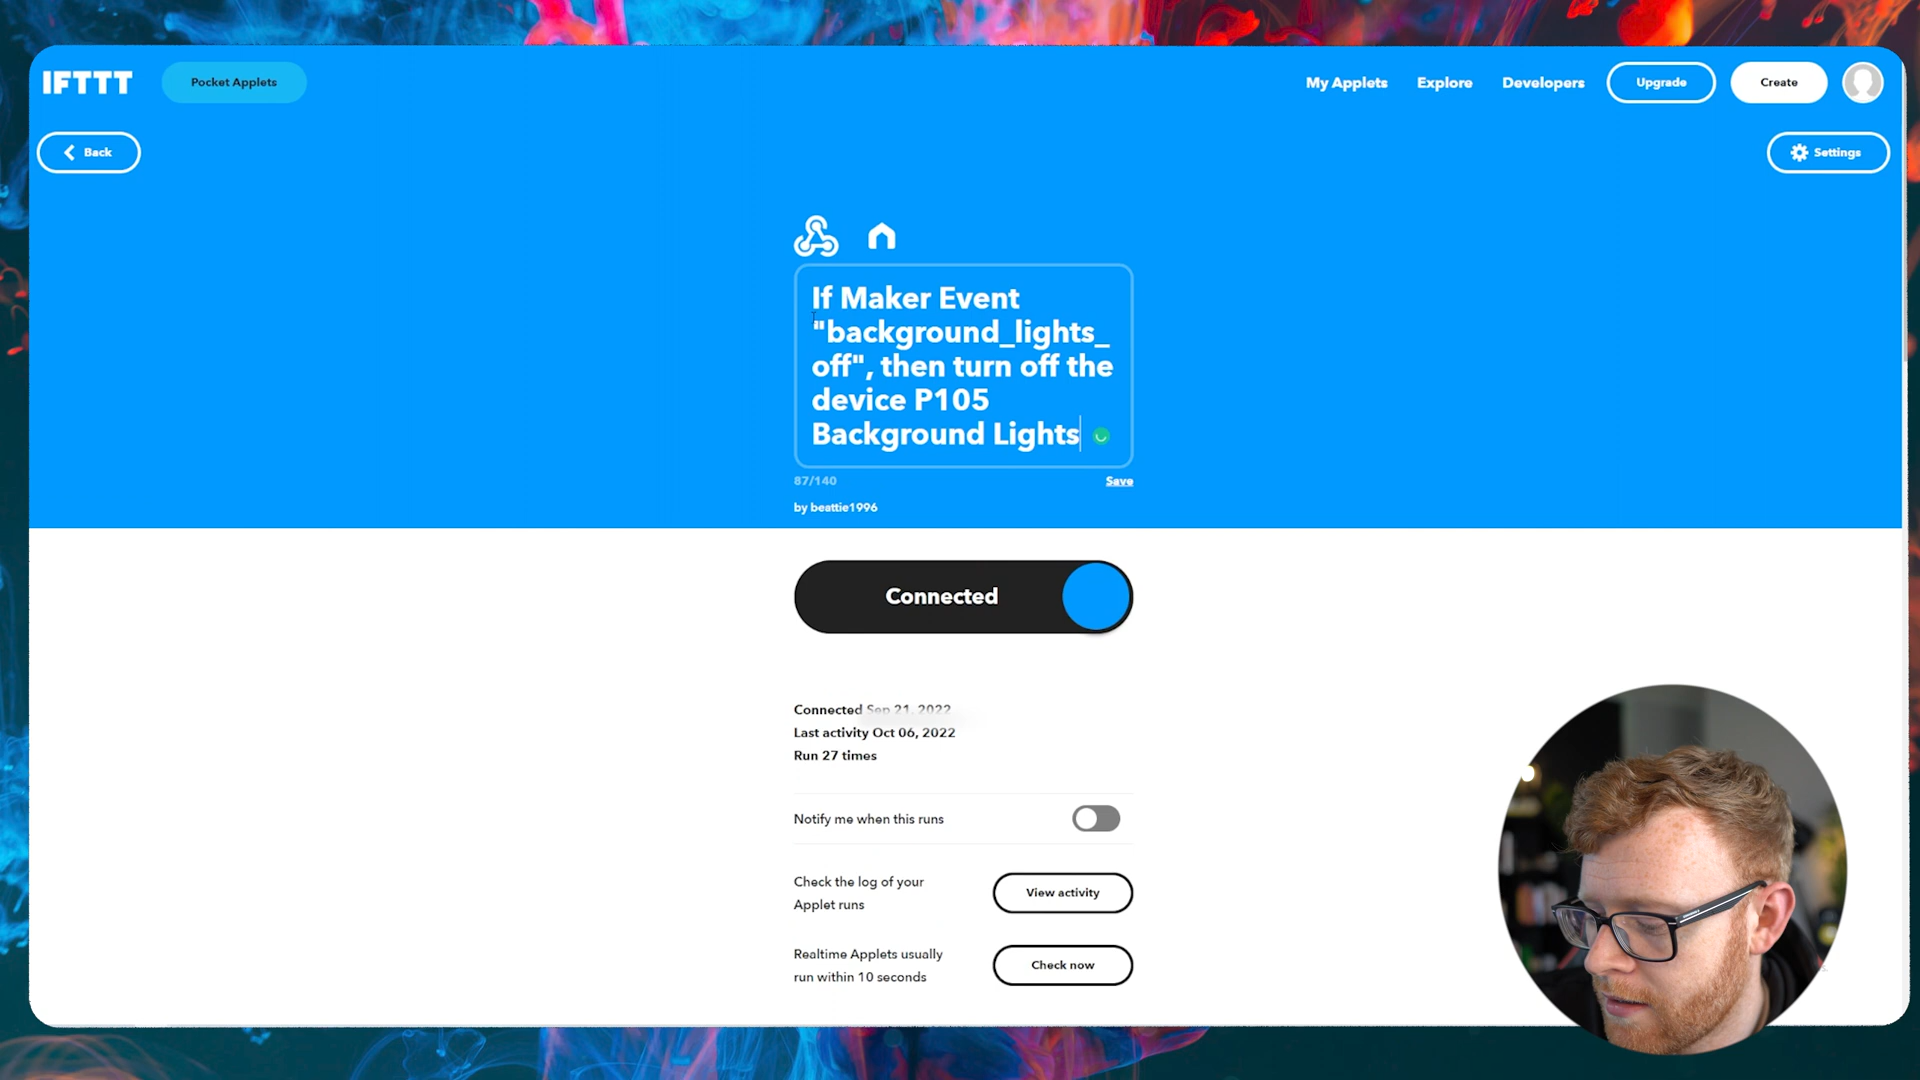 IFTTT
Pocket Applets
My Applets
Explore
Developers
Upgrade
Create
Back
Settings
If Maker Event
"background_lights_
off", then turn off the
device P105
Background Lights
87/140
Save
by beattie1996
Connected
Connected Sep 21, 2022
Last activity Oct 06, 2022
Run 27 times
Notify me when this runs
Check the log of your
Applet runs
View activity
Realtime Applets usually
run within 10 seconds
Check now